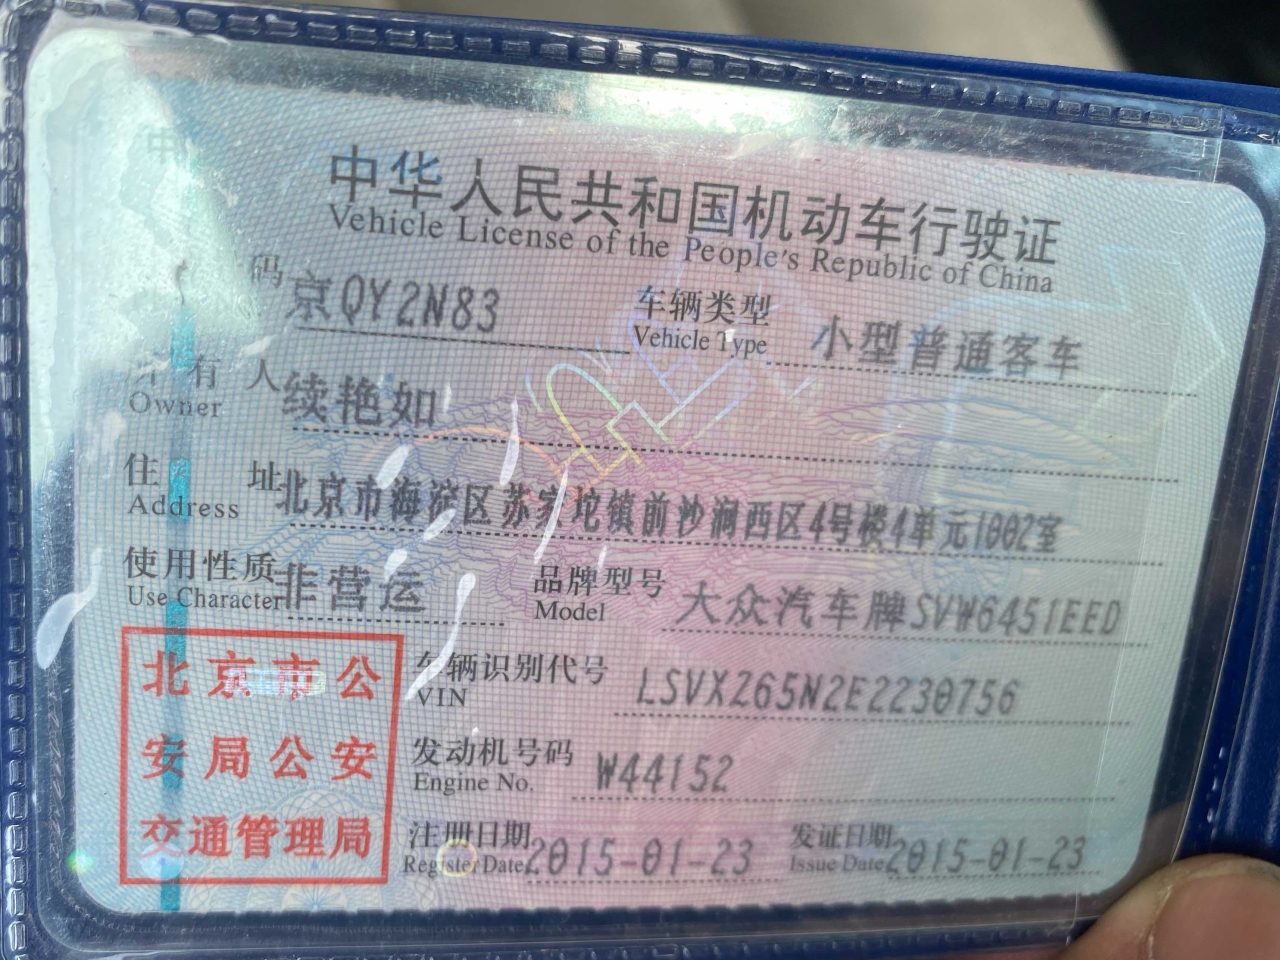 中华人民共和国机动车行驶证
Vehicle License of the People's Republic of China
码 京QY2N83 车辆类型 小型普通客车
Vehicle Type
所有人 续艳如
Owner
住址 北京市海淀区苏家坨镇前沙涧西区4号楼4单元1002室
Address
使用性质 非营运 品牌型号 大众汽车牌SVW6451EED
Use Character Model
北京市公
安局公安
交通管理局
车辆识别代号 LSVXZ65N2E2230756
VIN
发动机号码 W44152
Engine No.
注册日期 2015-01-23 发证日期 2015-01-23
Register Date Issue Date